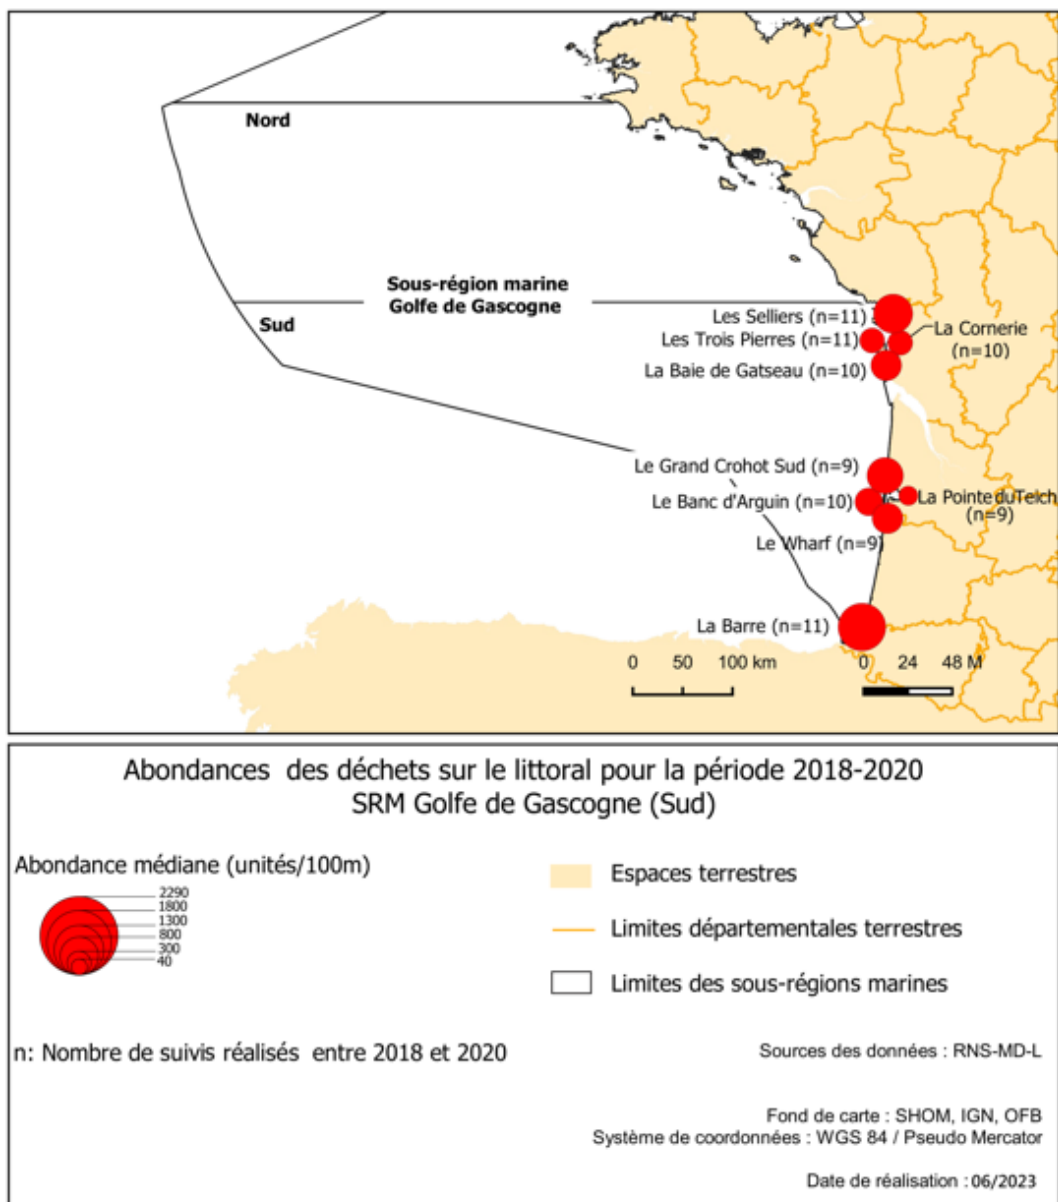 Nord
Sous-région marine
Golfe de Gascogne
Sud
Les Selliers (n=11)
Les Trois Pierres (n=11)
La Cornerie
(n=10)
La Baie de Gatseau (n=10)
Le Grand Crohot Sud (n=9)
Le Banc d'Arguin (n=10)
La Pointe du Teich
(n=9)
Le Wharf (n=9)
La Barre (n=11)
0 50 100 km
0 24 48 M
Abondances des déchets sur le littoral pour la période 2018-2020
SRM Golfe de Gascogne (Sud)
Abondance médiane (unités/100m)
2290
1800
1300
800
300
40
Espaces terrestres
Limites départementales terrestres
Limites des sous-régions marines
n: Nombre de suivis réalisés entre 2018 et 2020
Sources des données : RNS-MD-L
Fond de carte : SHOM, IGN, OFB
Système de coordonnées : WGS 84 / Pseudo Mercator
Date de réalisation : 06/2023